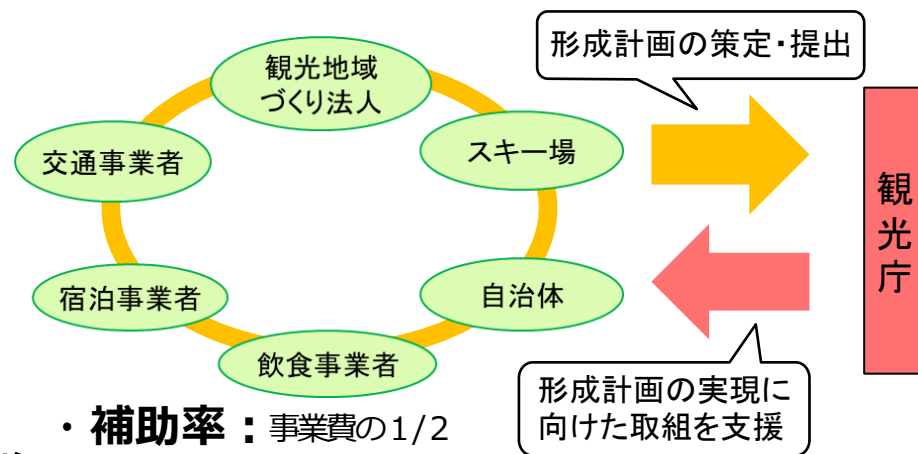 形成計画の策定・提出
観光地域
づくり法人
交通事業者
スキー場
宿泊事業者
自治体
飲食事業者
観光庁
形成計画の実現に
向けた取組を支援
・補助率：事業費の1/2